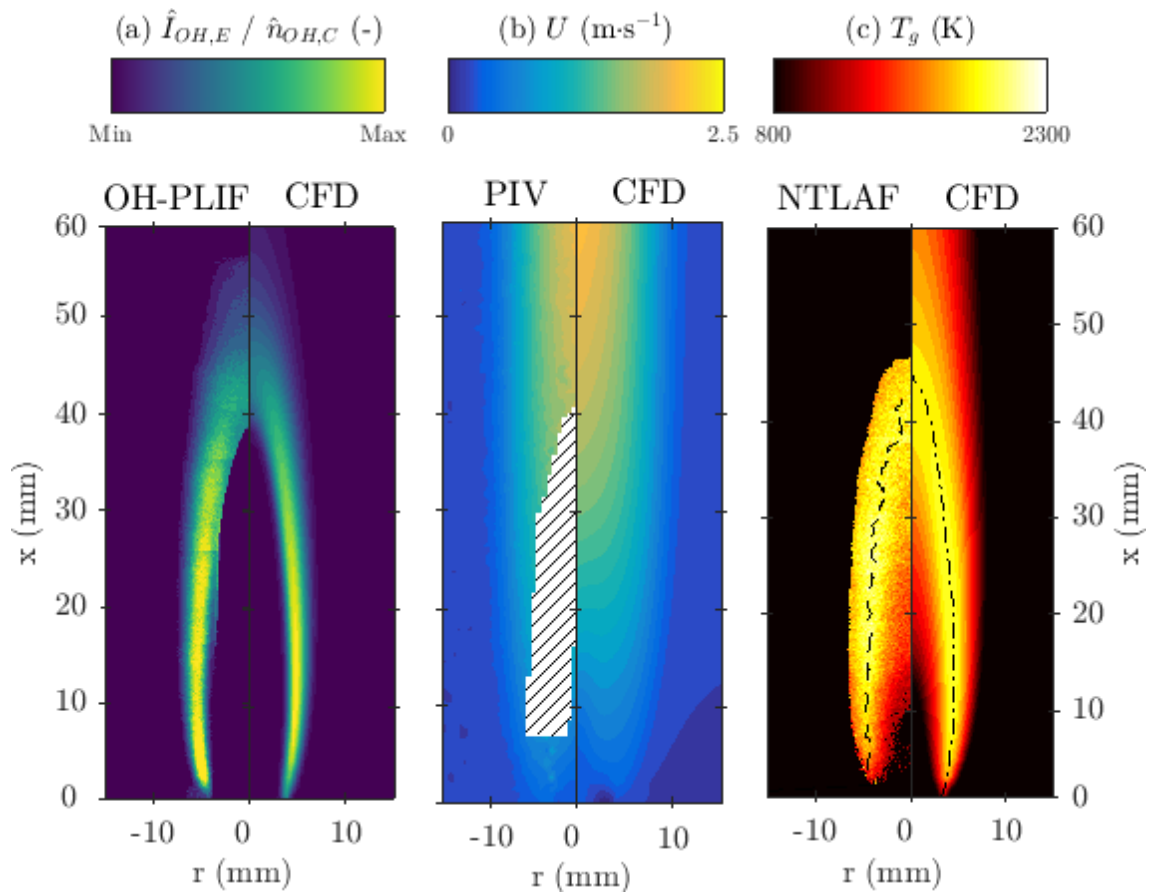 (a) Î_{OH,E} / n̂_{OH,C} (-)
(b) U (m·s⁻¹)
(c) T_g (K)
Min Max
0 2.5
800 2300
OH-PLIF CFD
PIV CFD
NTLAF CFD
60
50
40
30
20
10
0
x (mm)
-10 0 10
r (mm)
-10 0 10
r (mm)
-10 0 10
r (mm)
60
50
40
30
20
10
0
x (mm)